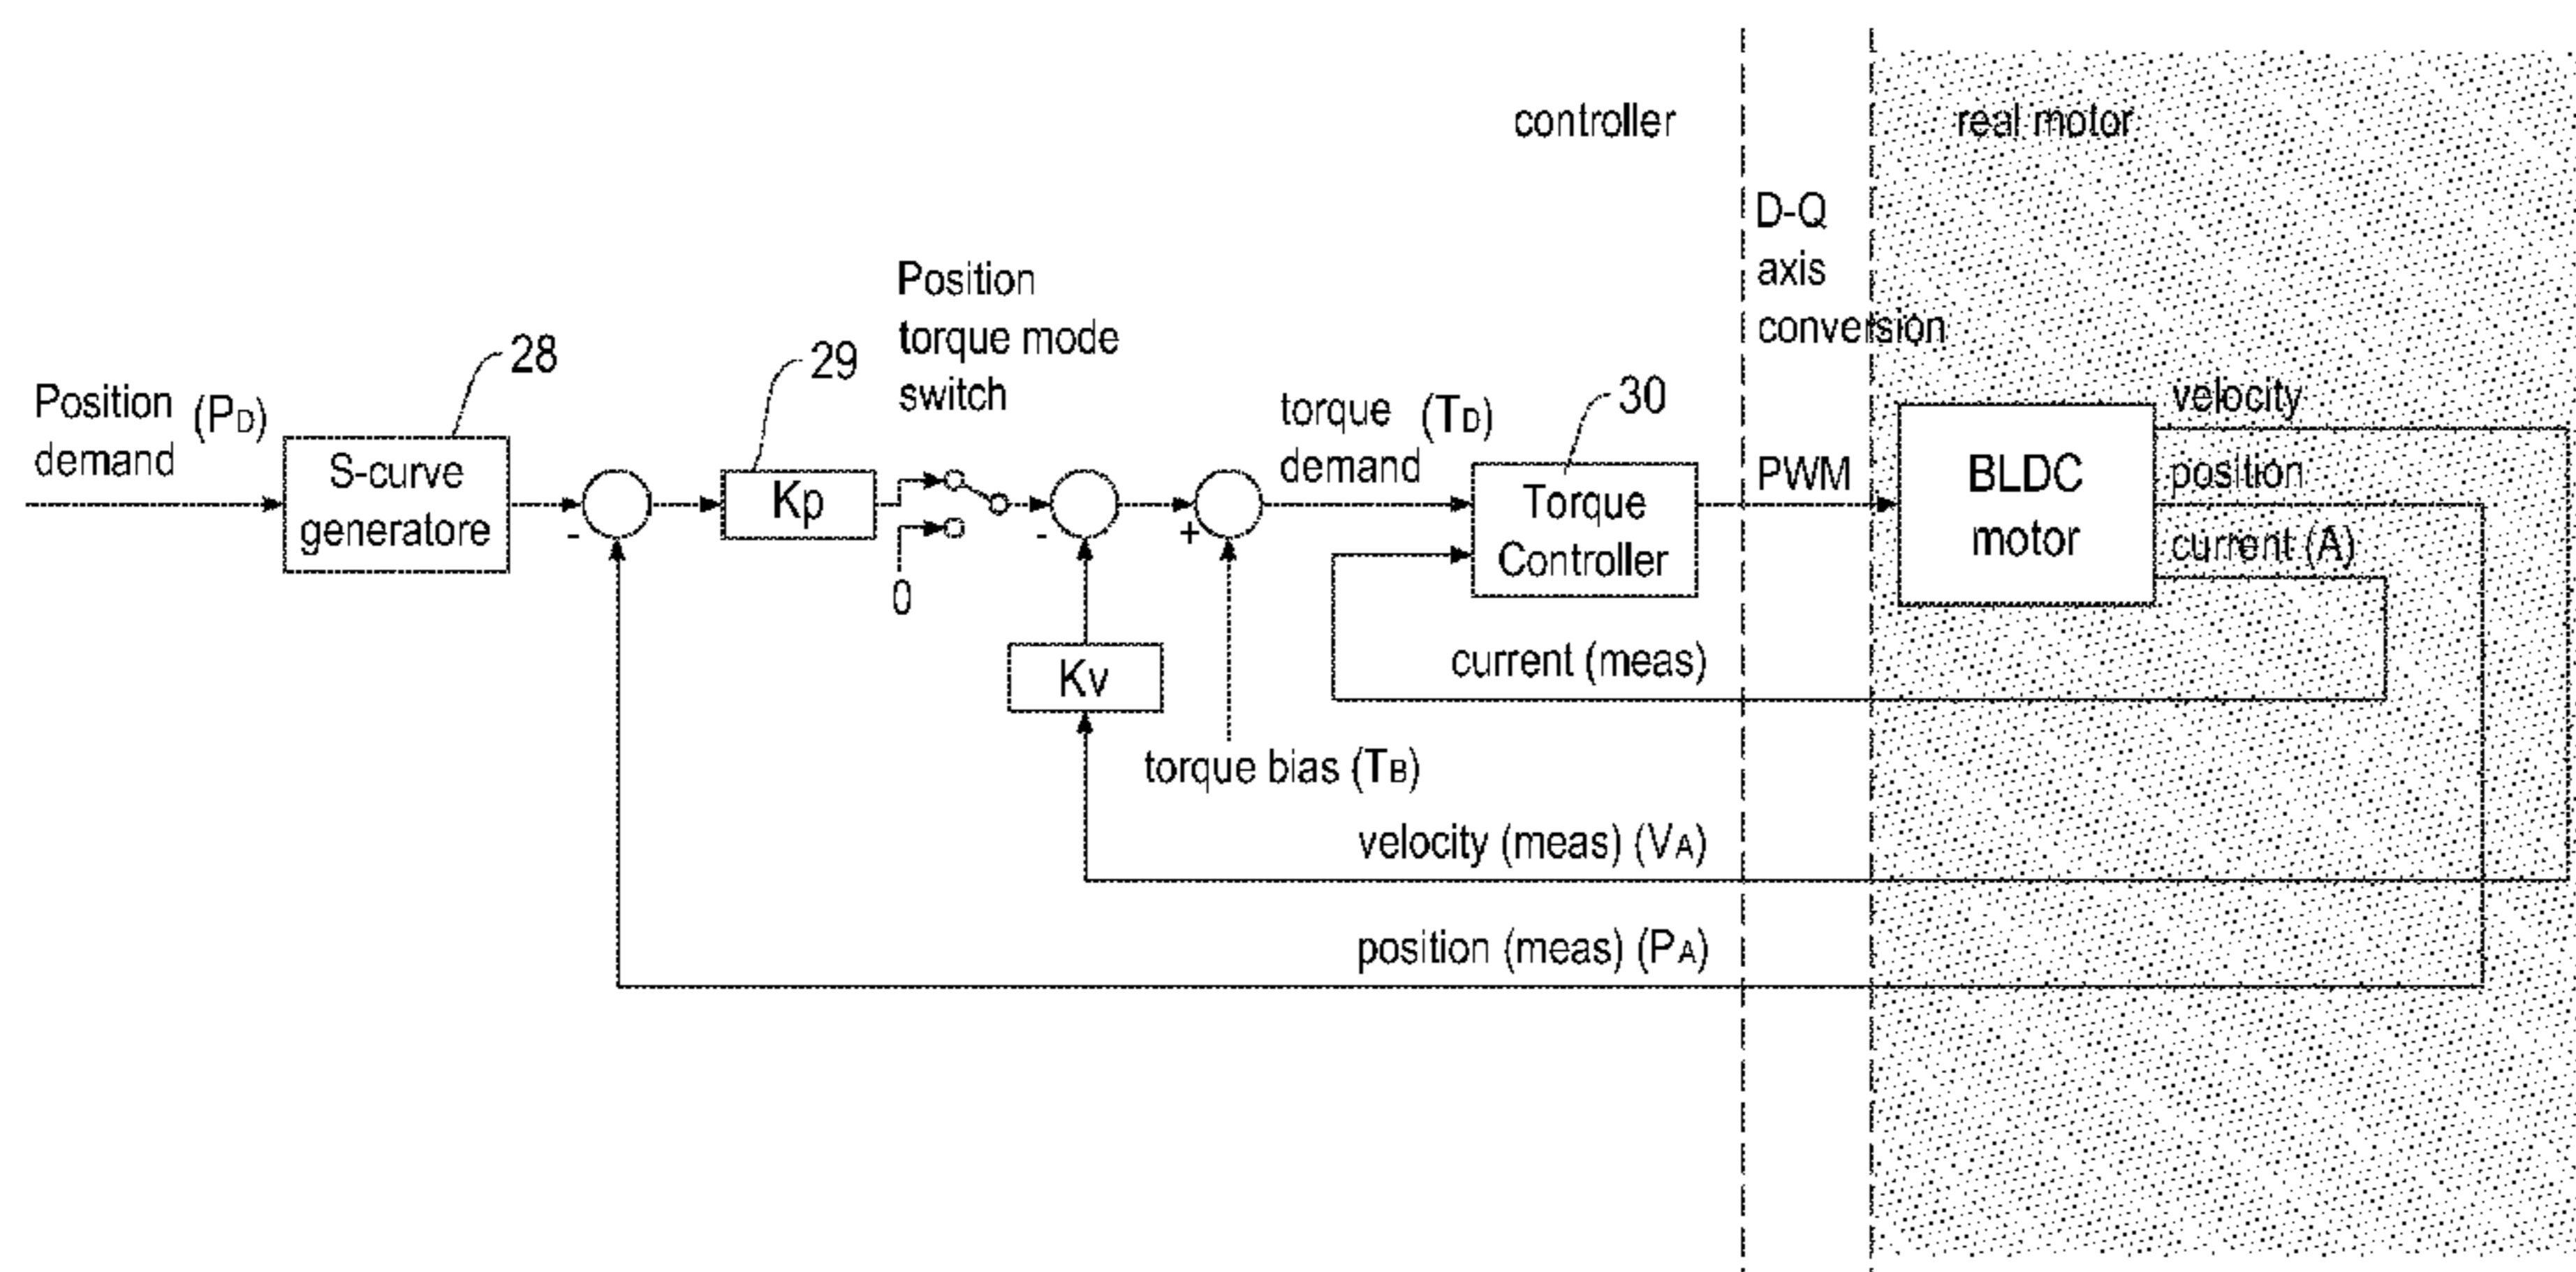 controller
real motor
D-Q
axis
conversion
Position
torque mode
switch
28
29
30
Position (PD)
demand
S-curve
generatore
-
Kp
0
-
+
Kv
torque (TD)
demand
Torque
Controller
PWM
BLDC
motor
velocity
position
current (A)
current (meas)
torque bias (TB)
velocity (meas) (VA)
position (meas) (PA)